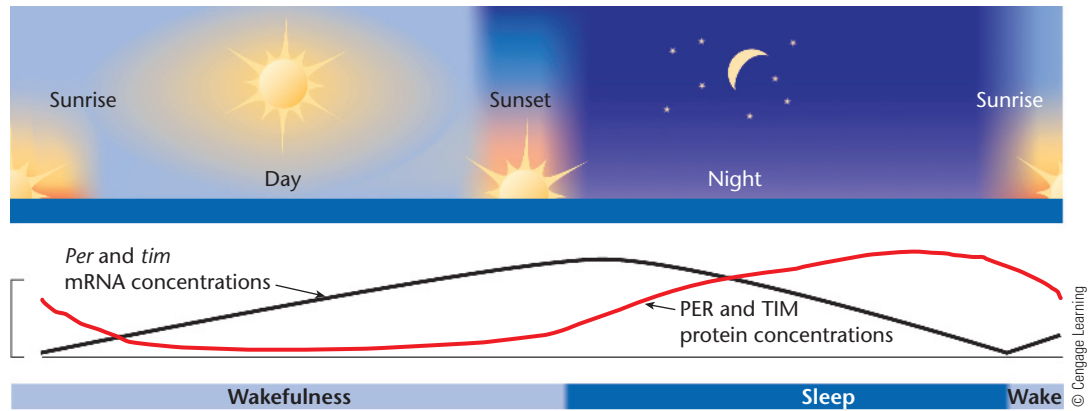 Sunrise
Sunset
Sunrise
Day
Night
Per and tim
mRNA concentrations
PER and TIM
protein concentrations
Wakefulness
Sleep
Wake
© Cengage Learning